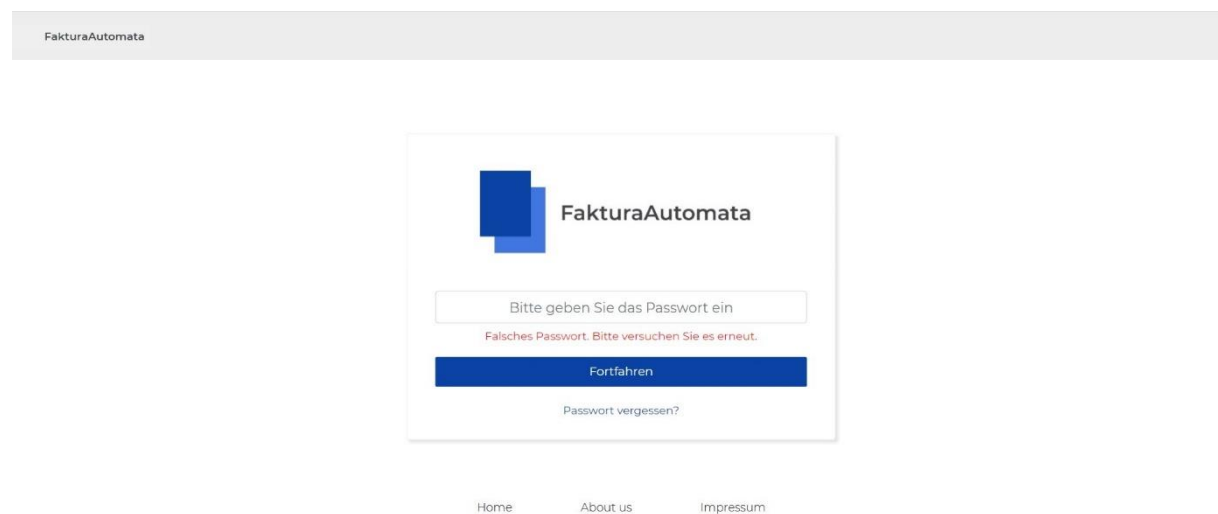 FakturaAutomata
FakturaAutomata
Bitte geben Sie das Passwort ein
Falsches Passwort. Bitte versuchen Sie es erneut.
Fortfahren
Passwort vergessen?
Home About us Impressum